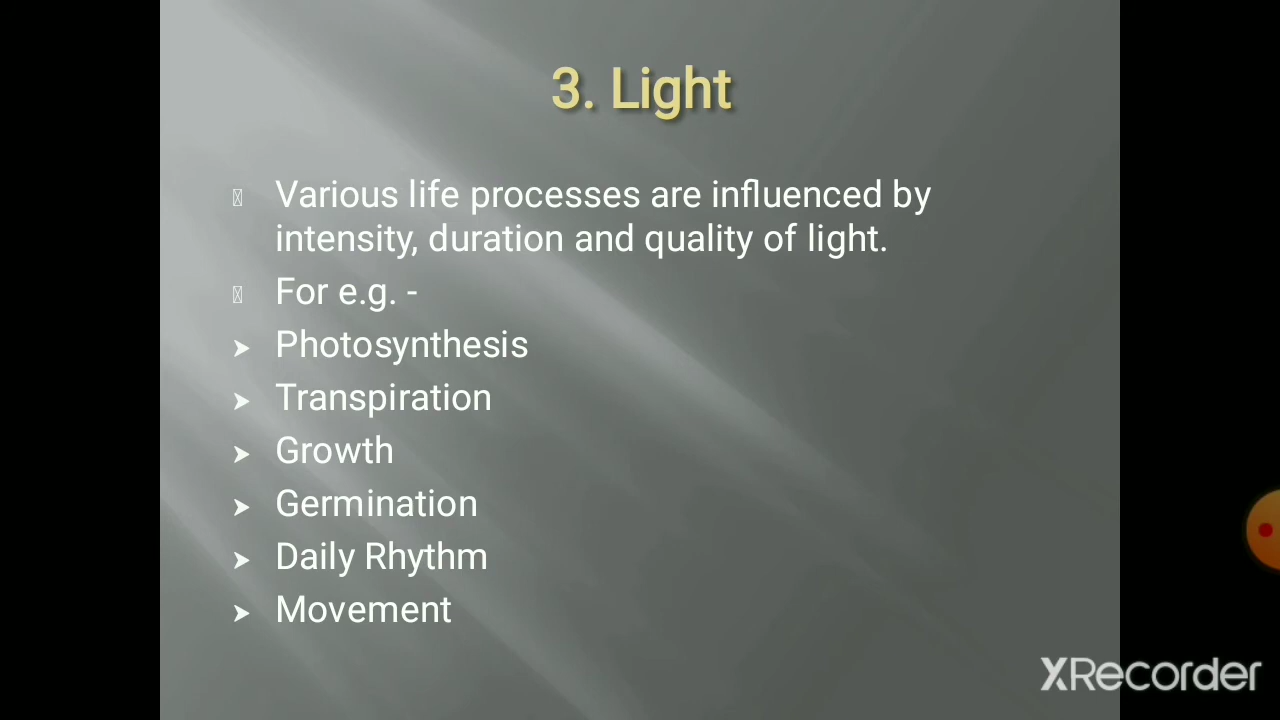 3. Light
Various life processes are influenced by
intensity, duration and quality of light.
For e.g. -
➤ Photosynthesis
➤ Transpiration
➤ Growth
➤ Germination
➤ Daily Rhythm
➤ Movement
XRecorder